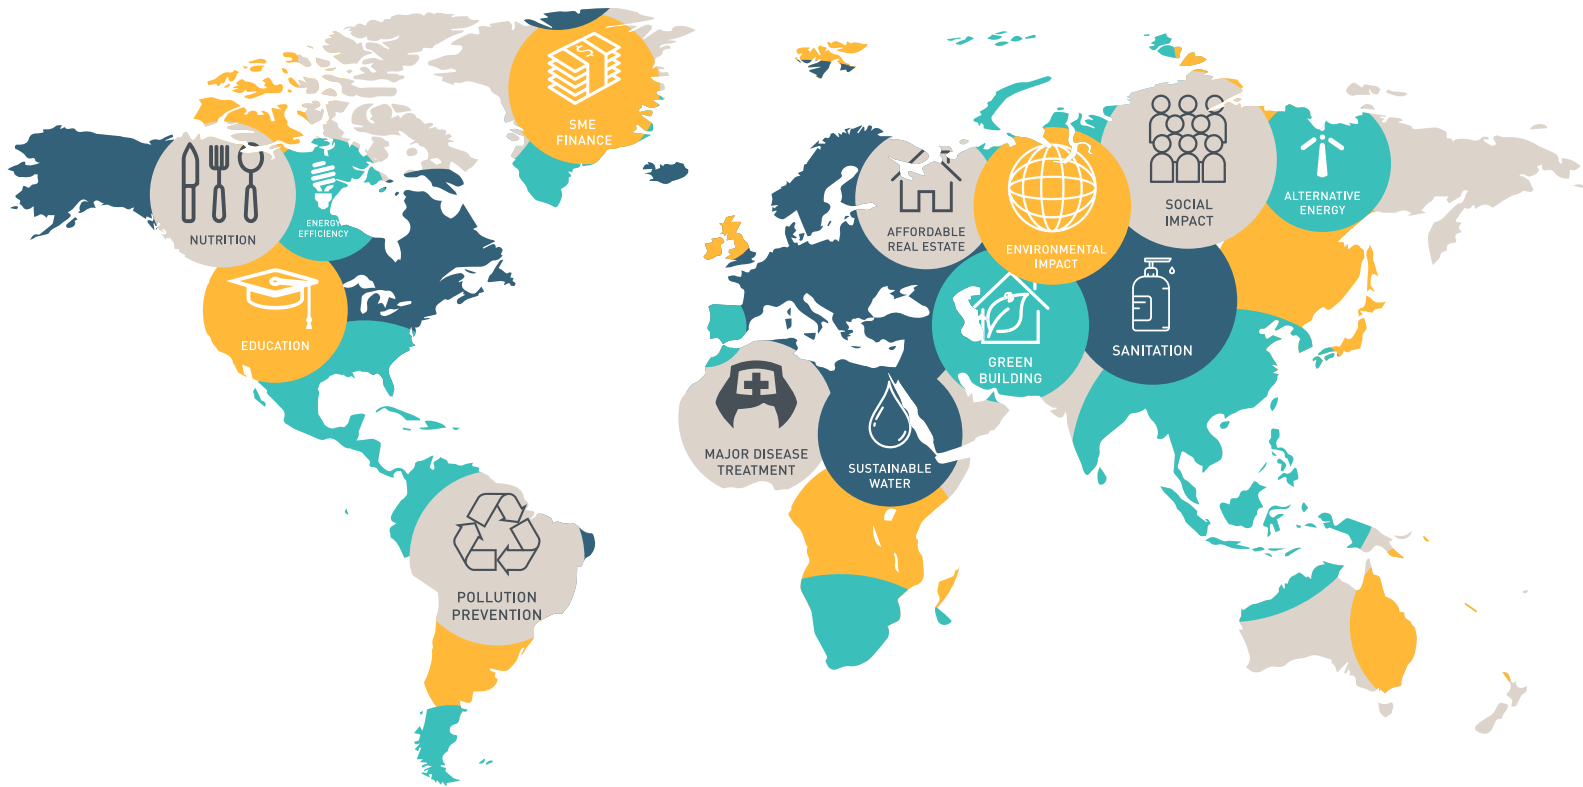 SME
FINANCE
NUTRITION
ENERGY
EFFICIENCY
EDUCATION
AFFORDABLE
REAL ESTATE
ENVIRONMENTAL
IMPACT
SOCIAL
IMPACT
ALTERNATIVE
ENERGY
GREEN
BUILDING
SANITATION
MAJOR DISEASE
TREATMENT
SUSTAINABLE
WATER
POLLUTION
PREVENTION